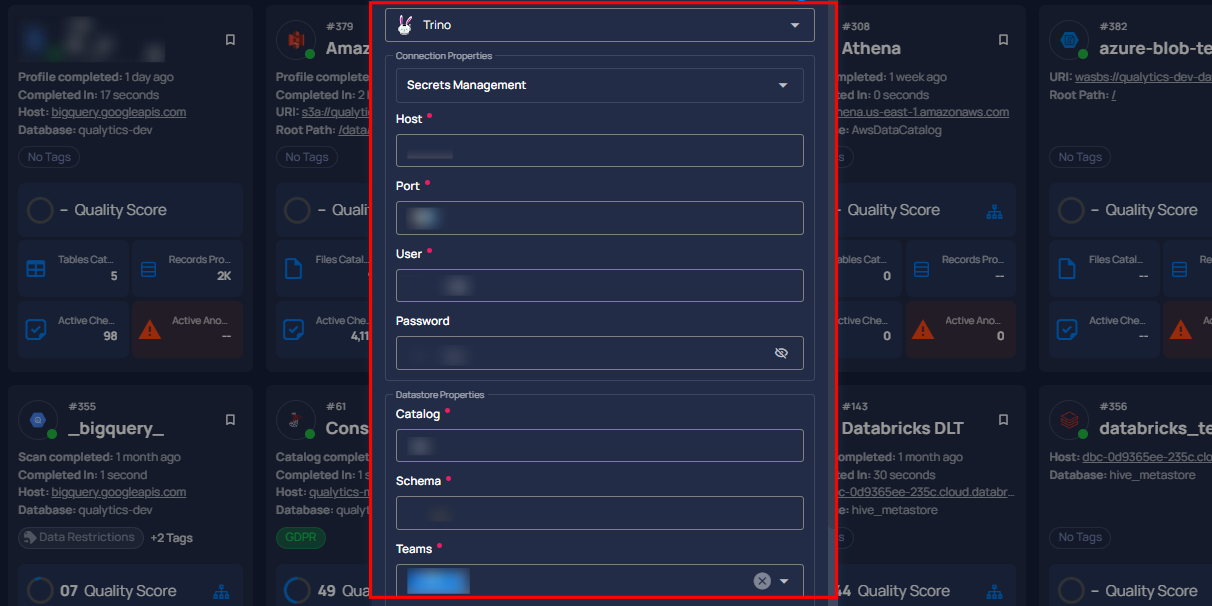 Profile completed: 1 day ago
Completed In: 17 seconds
Host: bigquery.googleapis.com
Database: qualytics-dev
No Tags
– Quality Score
Tables Cat...
5
Records Pro...
2K
Active Che...
98
Active Ano...
--
#379
Amaz
Profile complete
Completed In: 2 
URI: s3a://qualyti
Root Path: /data/
No Tags
– Quali
Files Catal...
Active Che...
4,11
Trino
Connection Properties
Secrets Management
Host *
Port *
User *
Password
Datastore Properties
Catalog *
Schema *
Teams *
#308
Athena
mpleted: 1 week ago
ed In: 0 seconds
hena.us-east-1.amazonaws.com
e: AwsDataCatalog
s
– Quality Score
ables Cat...
0
Records Pro...
--
ctive Che...
0
Active Ano...
0
#382
azure-blob-te
URI: wasbs://qualytics-dev-da
Root Path: /
No Tags
– Quality Score
Files Catal...
--
Re
Active Che...
--
A
#355
_bigquery_
Scan completed: 1 month ago
Completed In: 1 second
Host: bigquery.googleapis.com
Database: qualytics-dev
Data Restrictions
+2 Tags
07 Quality Score
#61
Cons
Catalog complet
Completed In: 1 
Host: qualytics-m
Database: qualyt
GDPR
49 Qua
#143
Databricks DLT
ompleted: 1 month ago
ed In: 30 seconds
bc-0d9365ee-235c.cloud.databr...
e: hive_metastore
s
44 Quality Score
#356
databricks_te
Host: dbc-0d9365ee-235c.clo
Database: hive_metastore
No Tags
– Quality Score